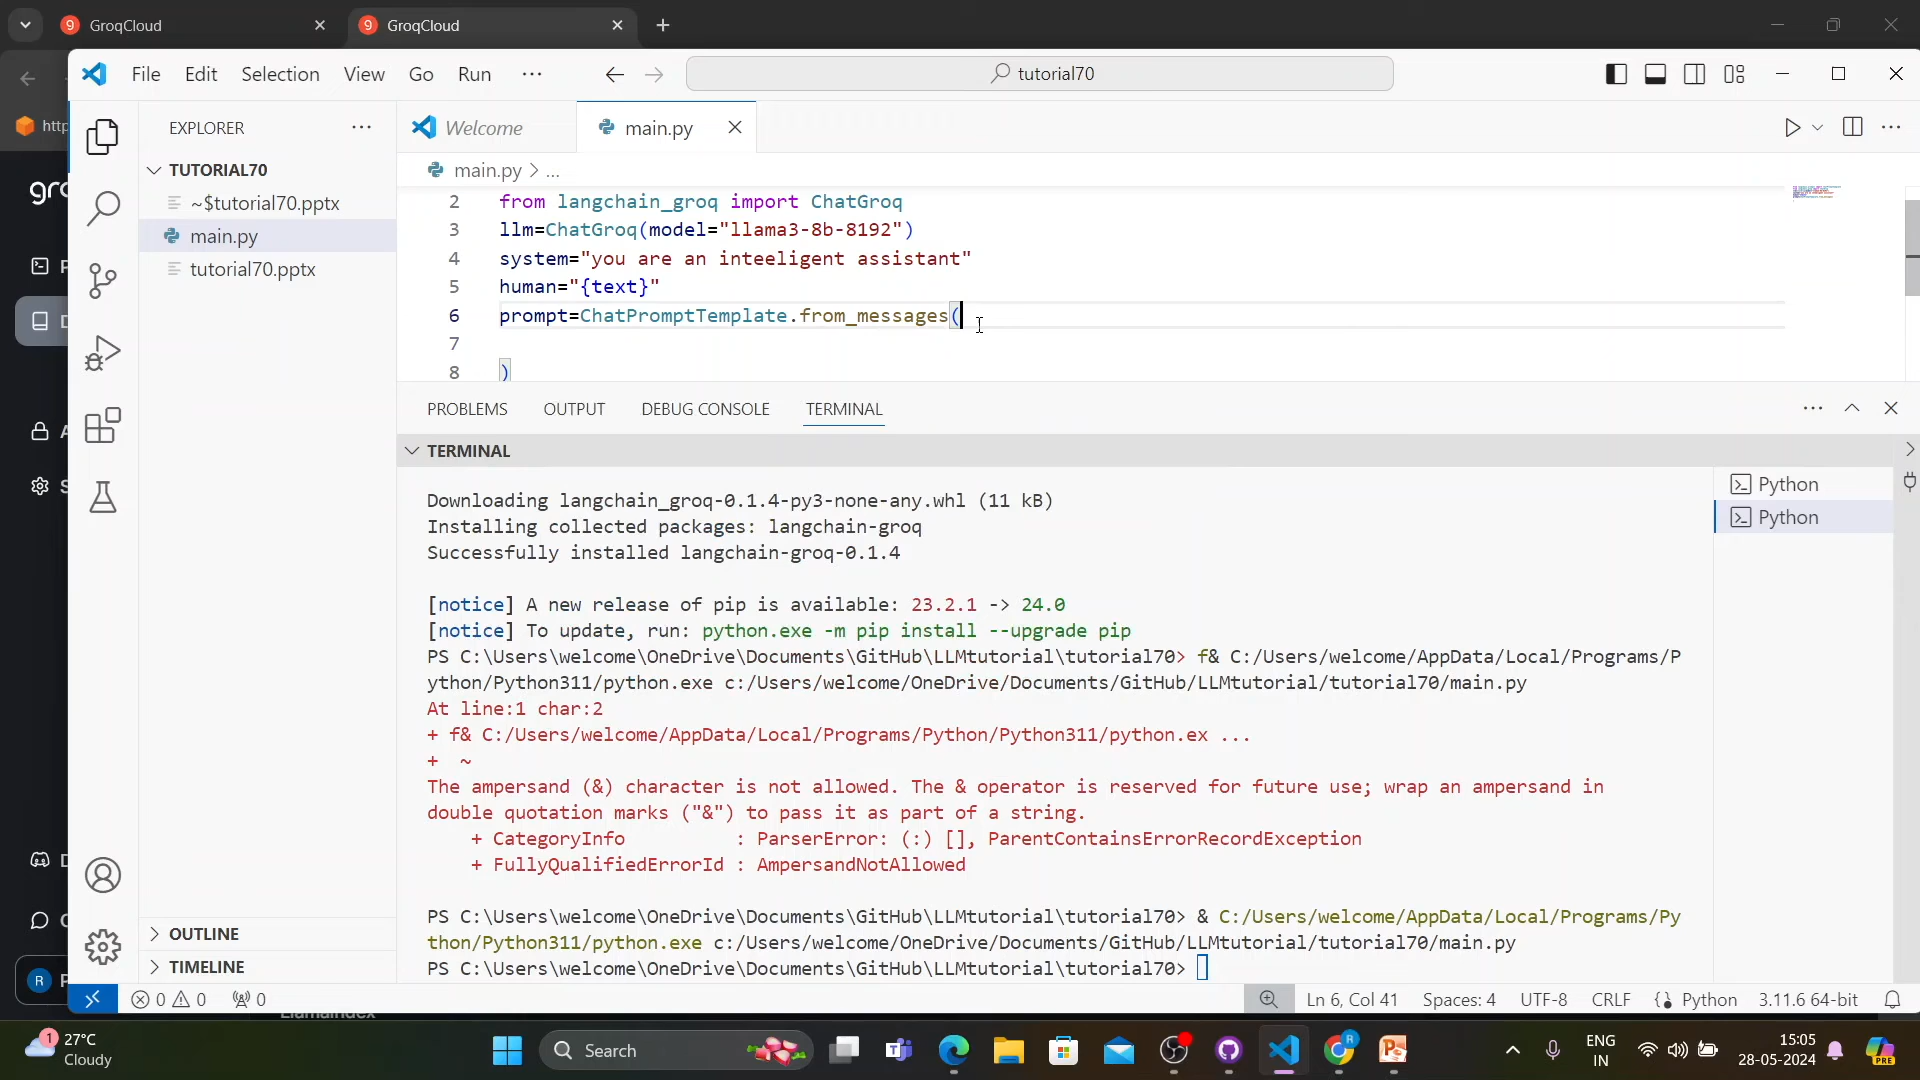 GroqCloud
GroqCloud
File Edit Selection View Go Run ···
tutorial70
http
gro
EXPLORER
TUTORIAL70
~$tutorial70.pptx
main.py
tutorial70.pptx
Welcome
main.py
main.py > ...
2 from langchain_groq import ChatGroq
3 llm=ChatGroq(model="llama3-8b-8192")
4 system="you are an inteeligent assistant"
5 human="{text}"
6 prompt=ChatPromptTemplate.from_messages(
7
8 )
PROBLEMS OUTPUT DEBUG CONSOLE TERMINAL
TERMINAL
Python
Python
Downloading langchain_groq-0.1.4-py3-none-any.whl (11 kB)
Installing collected packages: langchain-groq
Successfully installed langchain-groq-0.1.4
[notice] A new release of pip is available: 23.2.1 -> 24.0
[notice] To update, run: python.exe -m pip install --upgrade pip
PS C:\Users\welcome\OneDrive\Documents\GitHub\LLMtutorial\tutorial70> f& C:/Users/welcome/AppData/Local/Programs/P
ython/Python311/python.exe c:/Users/welcome/OneDrive/Documents/GitHub/LLMtutorial/tutorial70/main.py
At line:1 char:2
+ f& C:/Users/welcome/AppData/Local/Programs/Python/Python311/python.ex ...
+  ~
The ampersand (&) character is not allowed. The & operator is reserved for future use; wrap an ampersand in
double quotation marks ("&") to pass it as part of a string.
+ CategoryInfo : ParserError: (:) [], ParentContainsErrorRecordException
+ FullyQualifiedErrorId : AmpersandNotAllowed
PS C:\Users\welcome\OneDrive\Documents\GitHub\LLMtutorial\tutorial70> & C:/Users/welcome/AppData/Local/Programs/Py
thon/Python311/python.exe c:/Users/welcome/OneDrive/Documents/GitHub/LLMtutorial/tutorial70/main.py
PS C:\Users\welcome\OneDrive\Documents\GitHub\LLMtutorial\tutorial70>
OUTLINE
TIMELINE
R
0 0 0
Ln 6, Col 41 Spaces: 4 UTF-8 CRLF Python 3.11.6 64-bit
LlamaIndex
1
27°C
Cloudy
Search
ENG
IN
15:05
28-05-2024
PRE